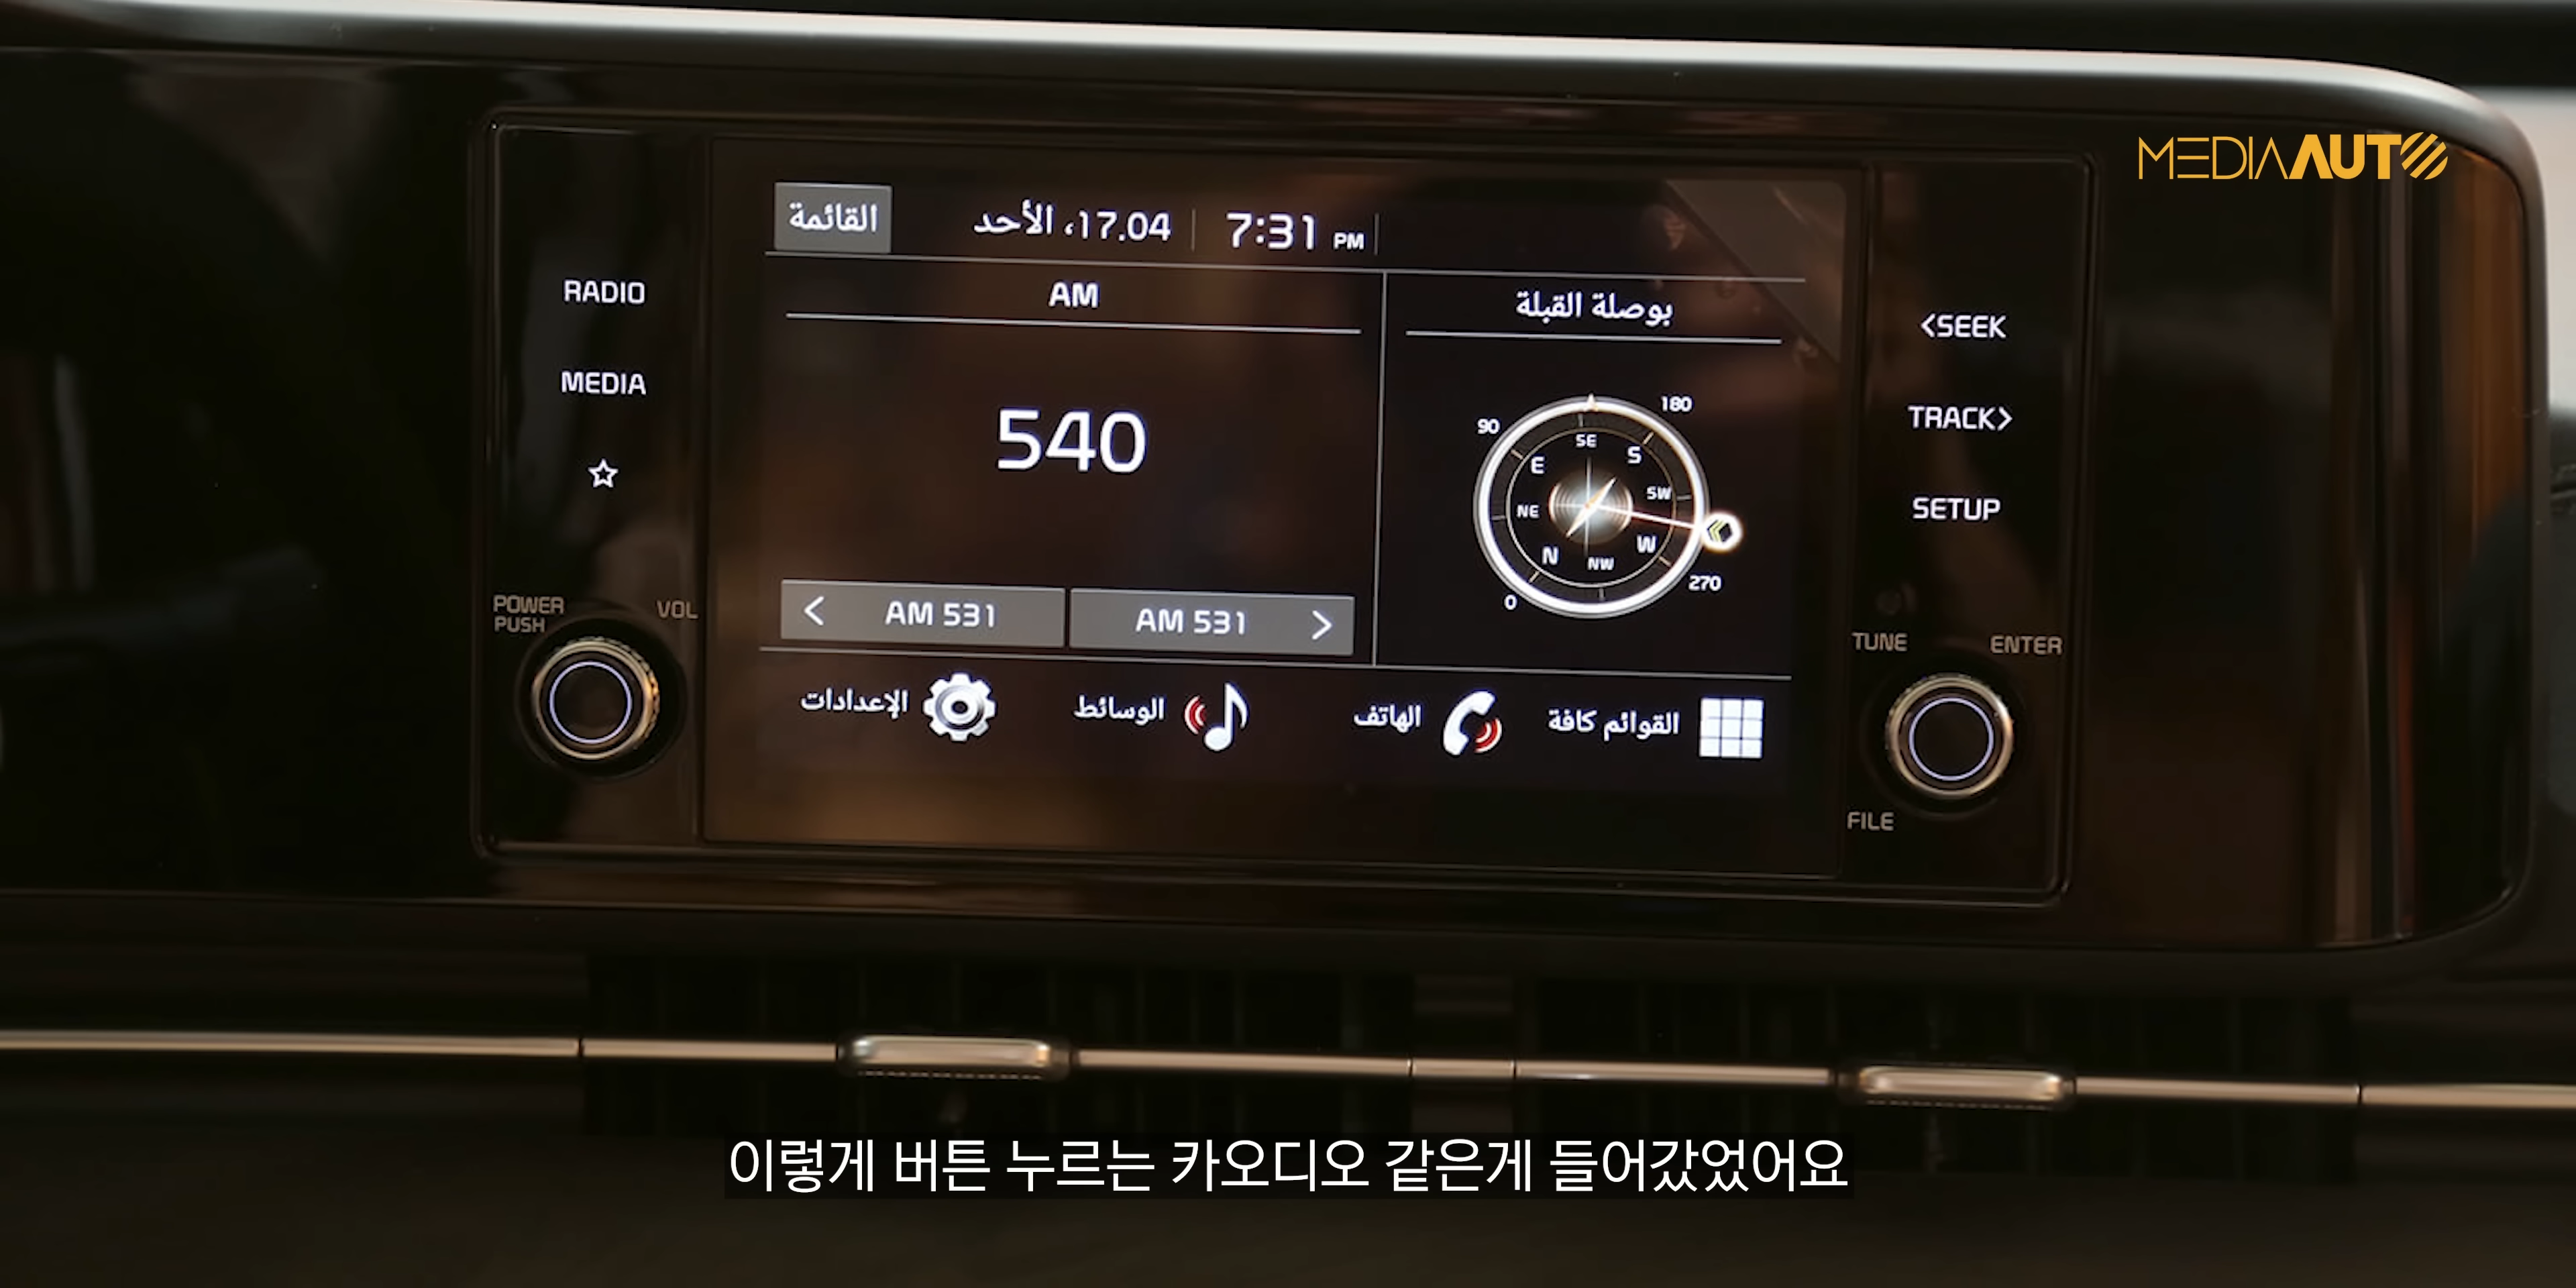 MEDIAAUTO
القائمة
17.04، الأحد
7:31 PM
RADIO
MEDIA
AM
540
AM 531
AM 531
بوصلة القبلة
180
90
SE
E
S
SW
NE
W
N
NW
270
0
<SEEK
TRACK>
SETUP
POWER
PUSH
VOL
TUNE
ENTER
FILE
الإعدادات
الوسائط
الهاتف
القوائم كافة
이렇게 버튼 누르는 카오디오 같은게 들어갔었어요